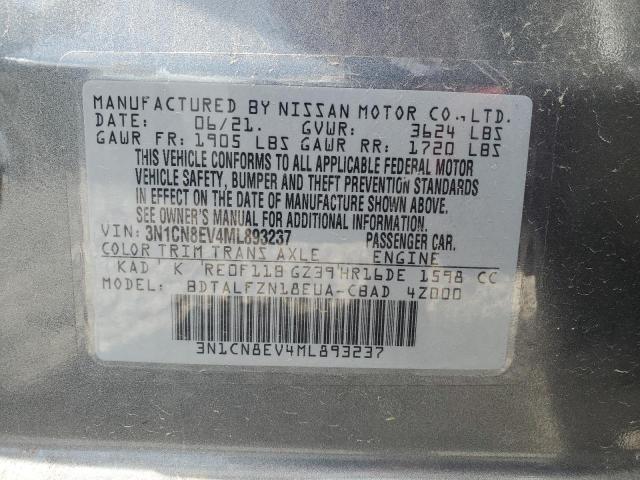 MANUFACTURED BY NISSAN MOTOR CO., LTD.
DATE: 06/21. GVWR: 3624 LBS
GAWR FR: 1905 LBS GAWR RR: 1720 LBS
THIS VEHICLE CONFORMS TO ALL APPLICABLE FEDERAL MOTOR
VEHICLE SAFETY, BUMPER AND THEFT PREVENTION STANDARDS
IN EFFECT ON THE DATE OF MANUFACTURE SHOWN ABOVE.
SEE OWNER'S MANUAL FOR ADDITIONAL INFORMATION.
VIN: 3N1CN8EV4ML893237 PASSENGER CAR.
COLOR TRIM TRANS AXLE ENGINE
KAD K RE0F11B GZ39 HR16DE 1598 CC
MODEL: BDTALFZN18EUA-CBAD 4Z000
3N1CN8EV4ML893237